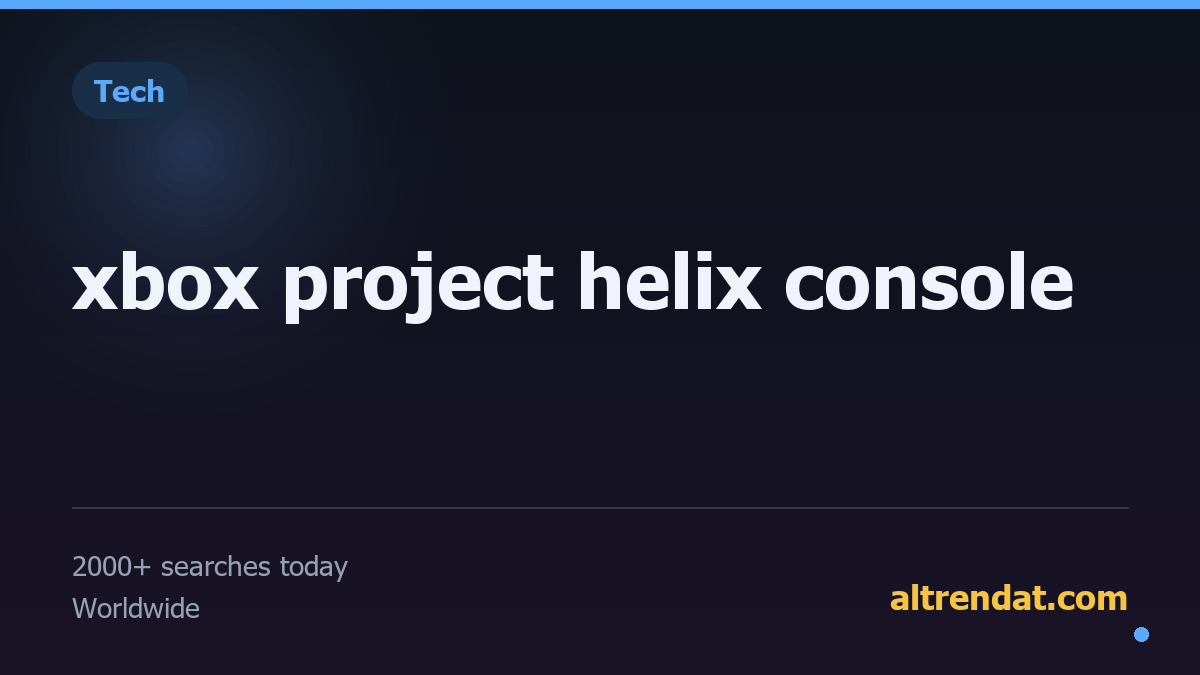 Tech
xbox project helix console
2000+ searches today
Worldwide
altrendat.com